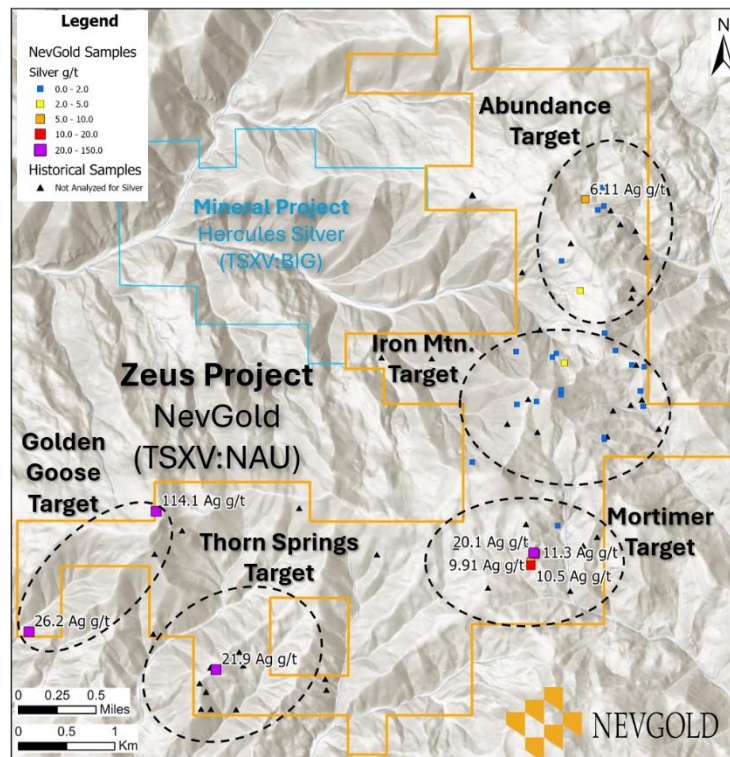 Legend
NevGold Samples
Silver g/t
0.0 - 2.0
2.0 - 5.0
5.0 - 10.0
10.0 - 20.0
20.0 - 150.0
Historical Samples
Not Analyzed for Silver
N
Abundance
Target
6.11 Ag g/t
Mineral Project
Hercules Silver
(TSXV:BIG)
Iron Mtn.
Target
Zeus Project
NevGold
(TSXV:NAU)
Golden
Goose
Target
114.1 Ag g/t
Thorn Springs
Target
Mortimer
Target
20.1 Ag g/t
11.3 Ag g/t
9.91 Ag g/t
10.5 Ag g/t
26.2 Ag g/t
21.9 Ag g/t
0 0.25 0.5
Miles
0 0.5 1
Km
NEVGOLD